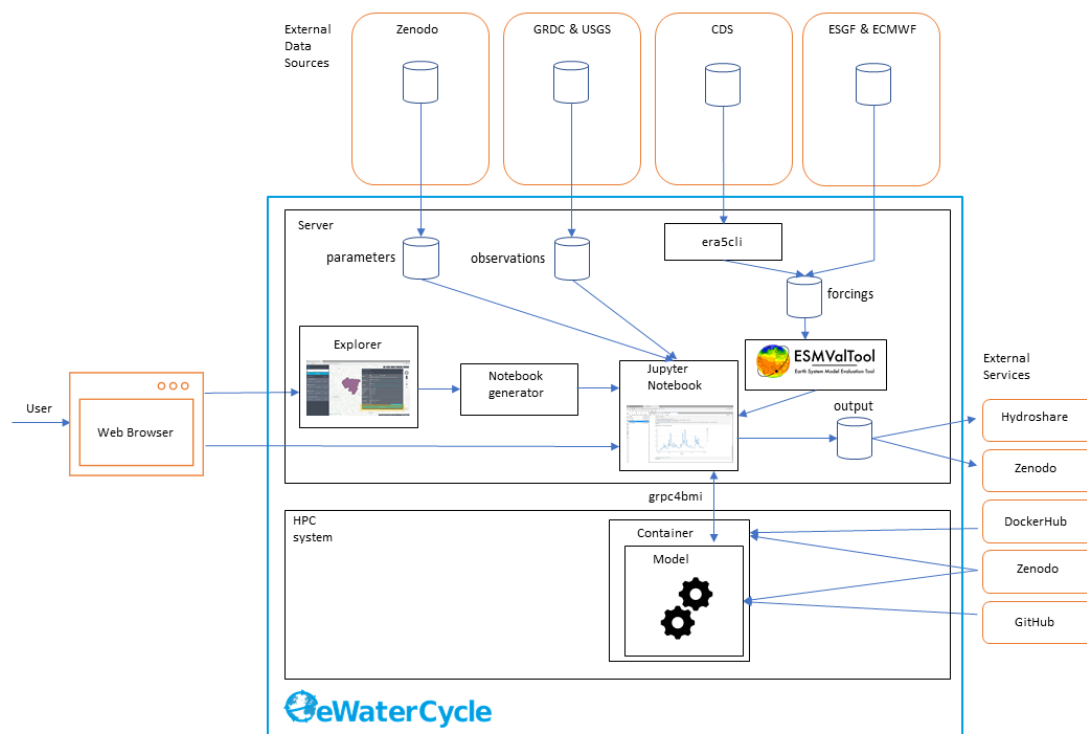 External
Data
Sources
Zenodo
GRDC & USGS
CDS
ESGF & ECMWF
Server
parameters
observations
era5cli
forcings
Explorer
Notebook
generator
Jupyter
Notebook
ESMValTool
Earth System Model Evaluation Tool
output
External
Services
User
Web Browser
Hydroshare
Zenodo
grpc4bmi
HPC
system
Container
Model
DockerHub
Zenodo
GitHub
eWaterCycle